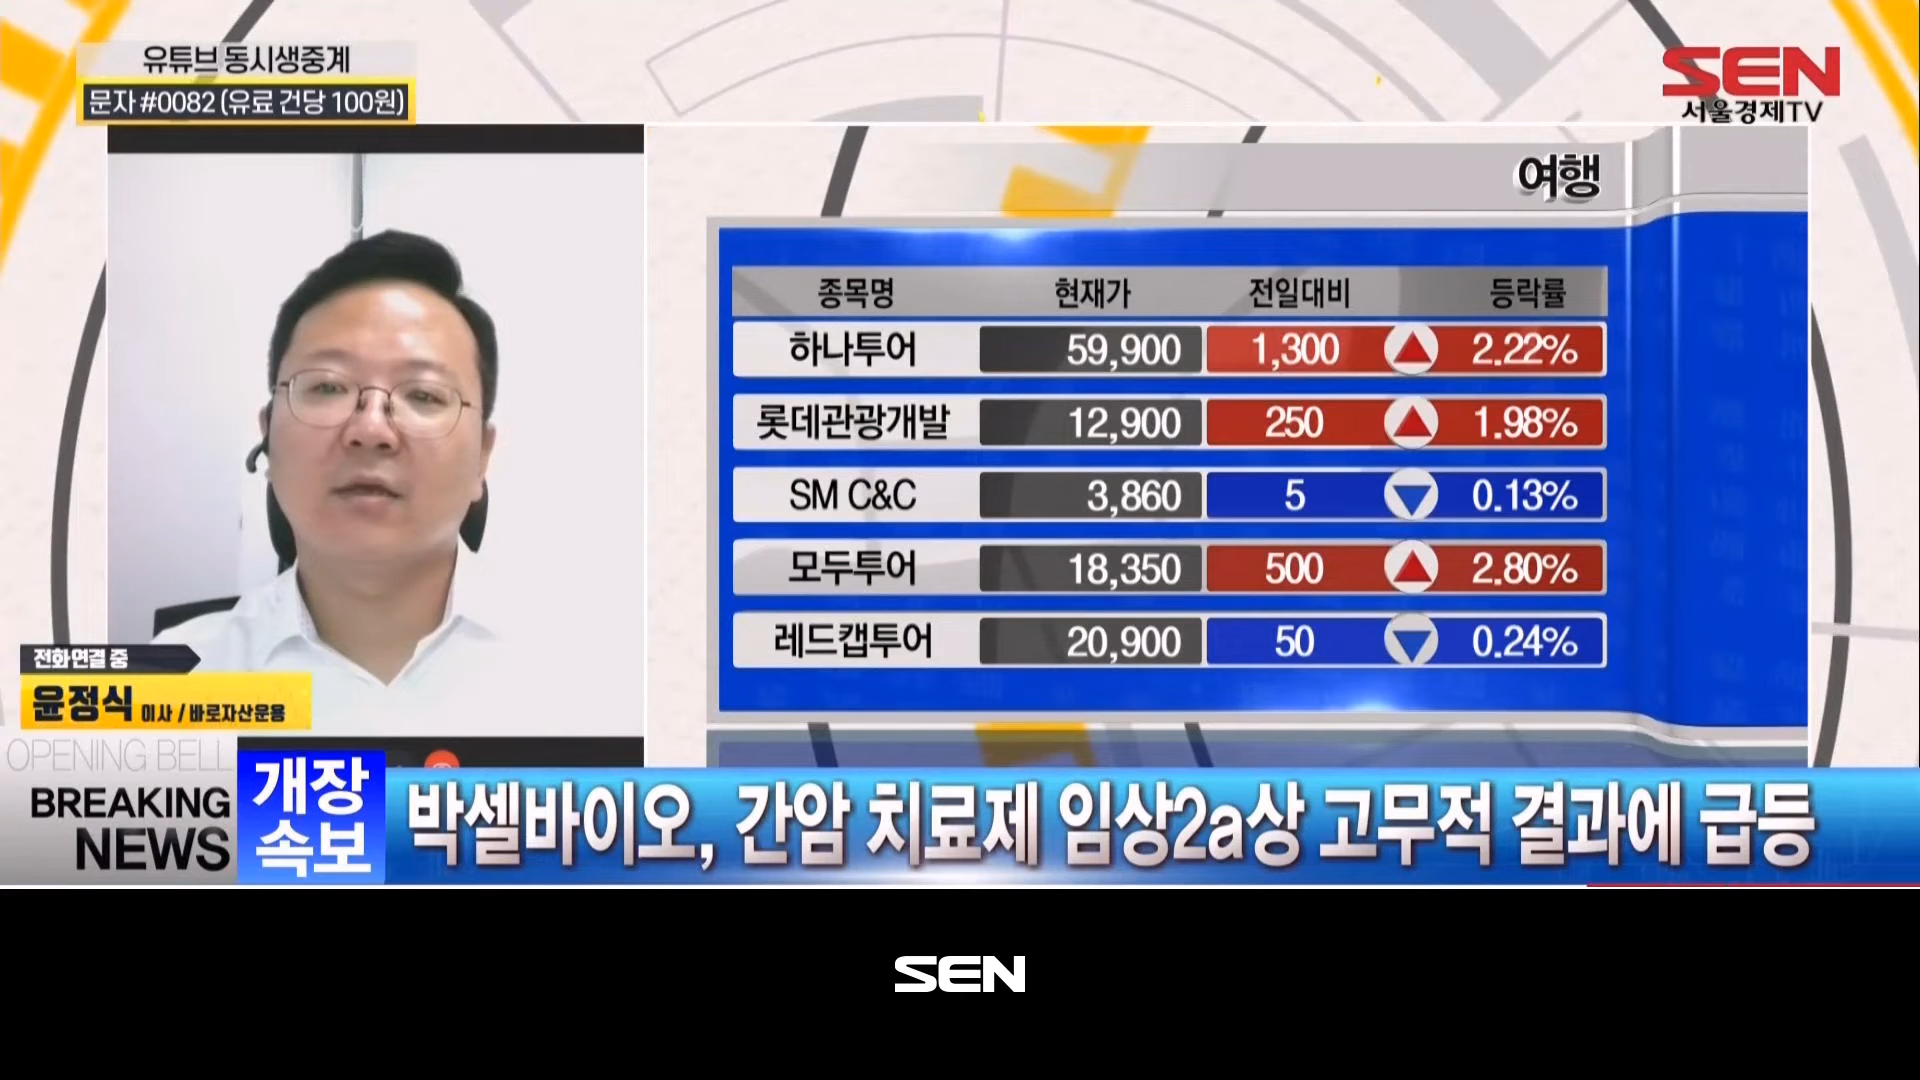 유튜브 동시생중계
문자 #0082 (유료 건당 100원)
SEN
서울경제TV
여행
종목명 현재가 전일대비 등락률
하나투어 59,900 1,300 ▲ 2.22%
롯데관광개발 12,900 250 ▲ 1.98%
SM C&C 3,860 5 ▼ 0.13%
모두투어 18,350 500 ▲ 2.80%
레드캡투어 20,900 50 ▼ 0.24%
전화연결 중
윤정식 이사 / 바로자산운용
OPENING BELL
BREAKING
NEWS
개장
속보
박셀바이오, 간암 치료제 임상2a상 고무적 결과에 급등
SEN